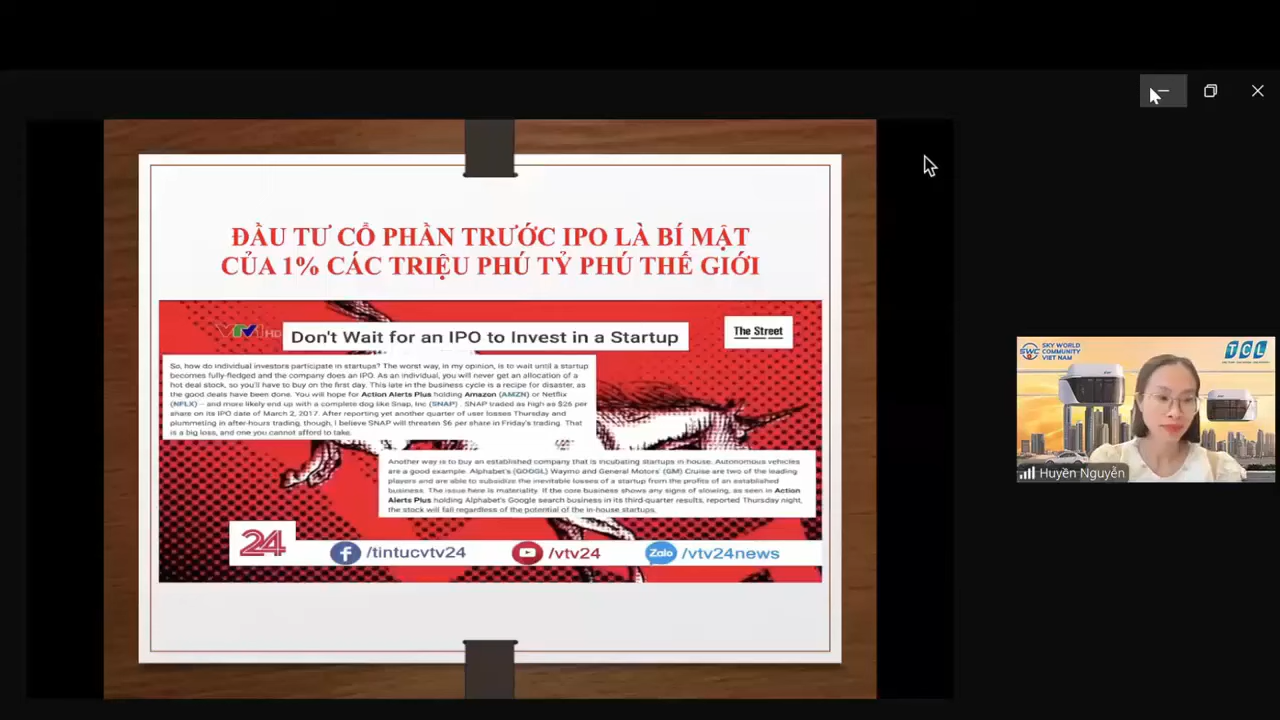 ĐẦU TƯ CỔ PHẦN TRƯỚC IPO LÀ BÍ MẬT
CỦA 1% CÁC TRIỆU PHÚ TỶ PHÚ THẾ GIỚI
VTV1 HD
Don't Wait for an IPO to Invest in a Startup
The Street
So, how do individual investors participate in startups? The worst way, in my opinion, is to wait until a startup
becomes fully-fledged and the company does an IPO. As an individual, you will never get an allocation of a
hot deal stock, so you'll have to buy on the first day. This late in the business cycle is a recipe for disaster, as
the good deals have been done. You will hope for Action Alerts Plus holding Amazon (AMZN) or Netflix
(NFLX) -- and more likely end up with a complete dog like Snap, Inc (SNAP). SNAP traded as high as $26 per
share on its IPO date of March 2, 2017. After reporting yet another quarter of user losses Thursday and
plummeting in after-hours trading, though, I believe SNAP will threaten $6 per share in Friday's trading. That
is a big loss, and one you cannot afford to take.
Another way is to buy an established company that is incubating startups in house. Autonomous vehicles
are a good example. Alphabet's (GOOGL) Waymo and General Motors' (GM) Cruise are two of the leading
players and are able to subsidize the inevitable losses of a startup from the profits of an established
business. The issue here is materiality. If the core business shows any signs of slowing, as seen in Action
Alerts Plus holding Alphabet's Google search business in its third-quarter results, reported Thursday night,
the stock will fall regardless of the potential of the in-house startups.
24
/tintucvtv24
/vtv24
Zalo /vtv24news
SWC
SKY WORLD
COMMUNITY
VIET NAM
TCL
Huyền Nguyễn